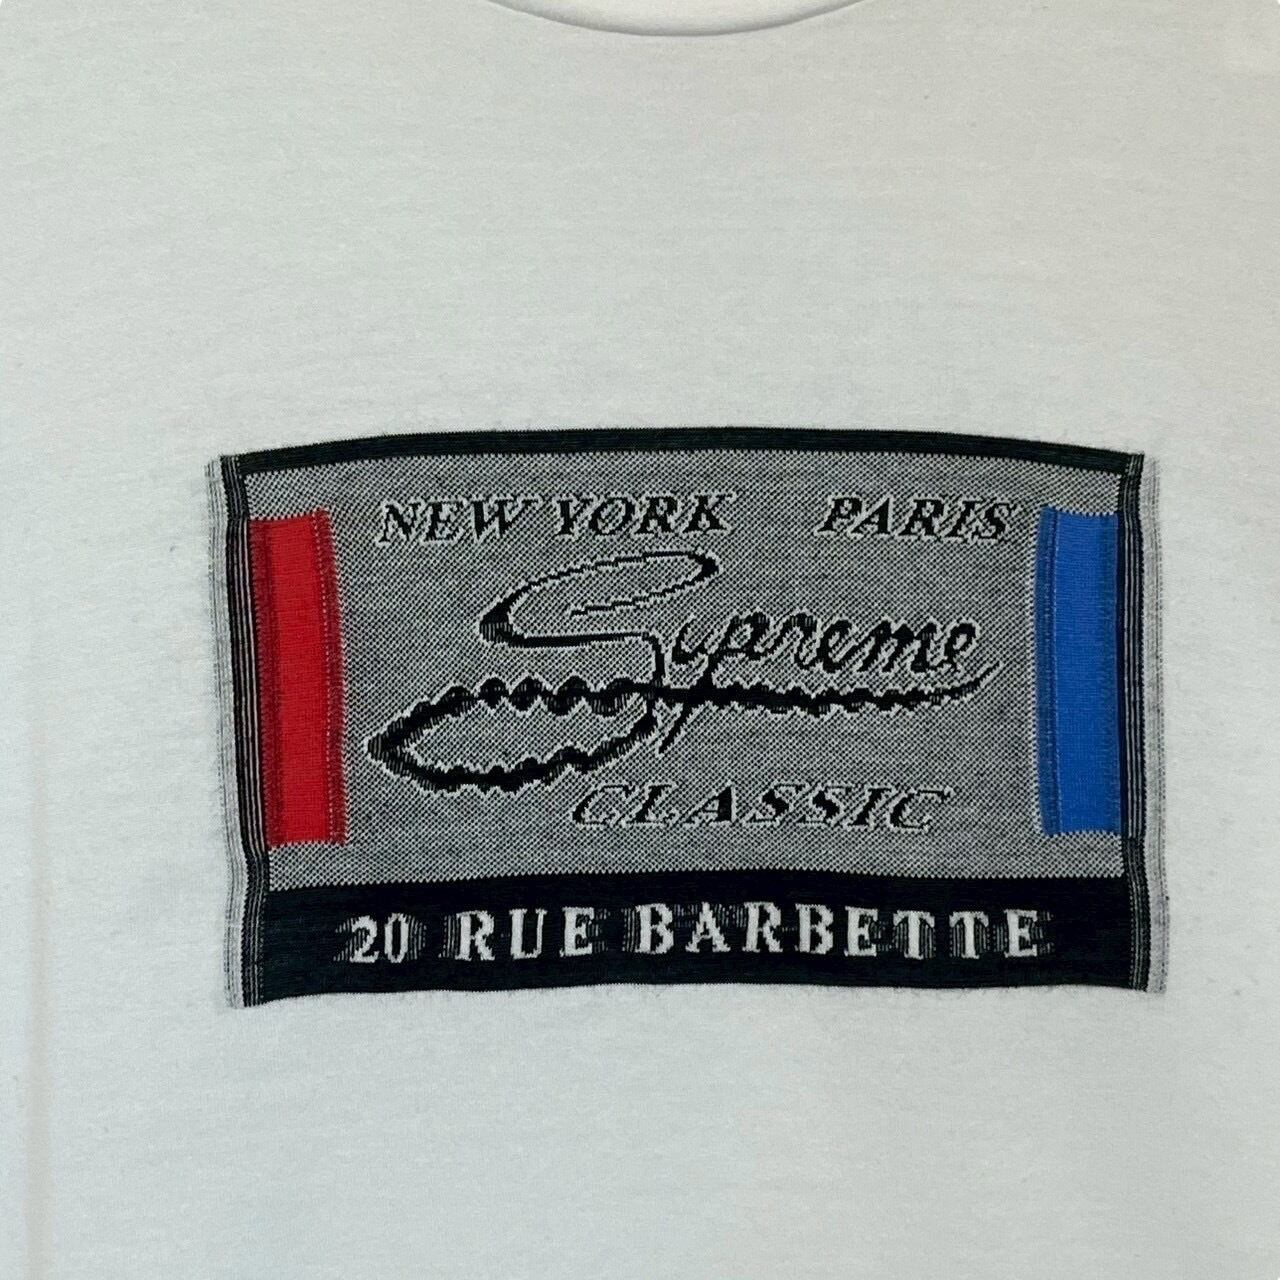 NEW YORK PARIS
Supreme
CLASSIC
20 RUE BARBETTE